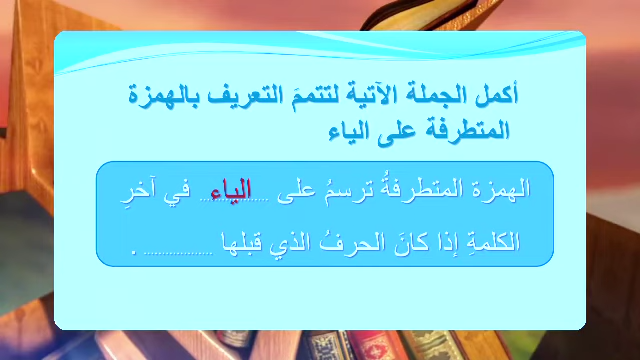 أكمل الجملة الآتية لتتممَ التعريف بالهمزة
المتطرفة على الياء
الهمزة المتطرفةُ ترسمُ على ......الياء...... في آخرِ
الكلمةِ إذا كانَ الحرفُ الذي قبلها .................. .